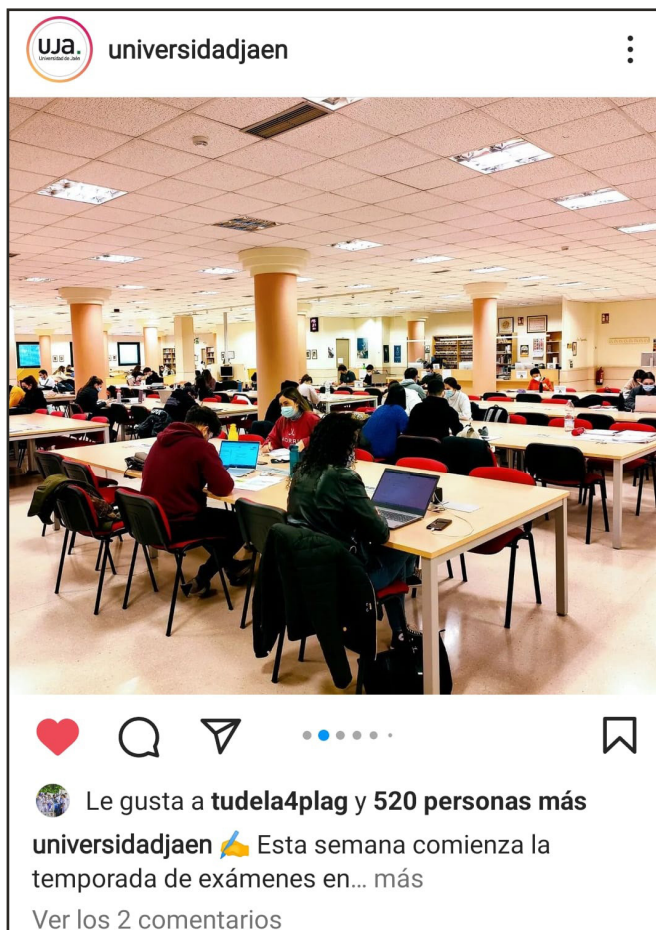 uja.
Universidad de Jaén
universidadjaen
Le gusta a tudela4plag y 520 personas más
universidadjaen ✍️ Esta semana comienza la
temporada de exámenes en... más
Ver los 2 comentarios